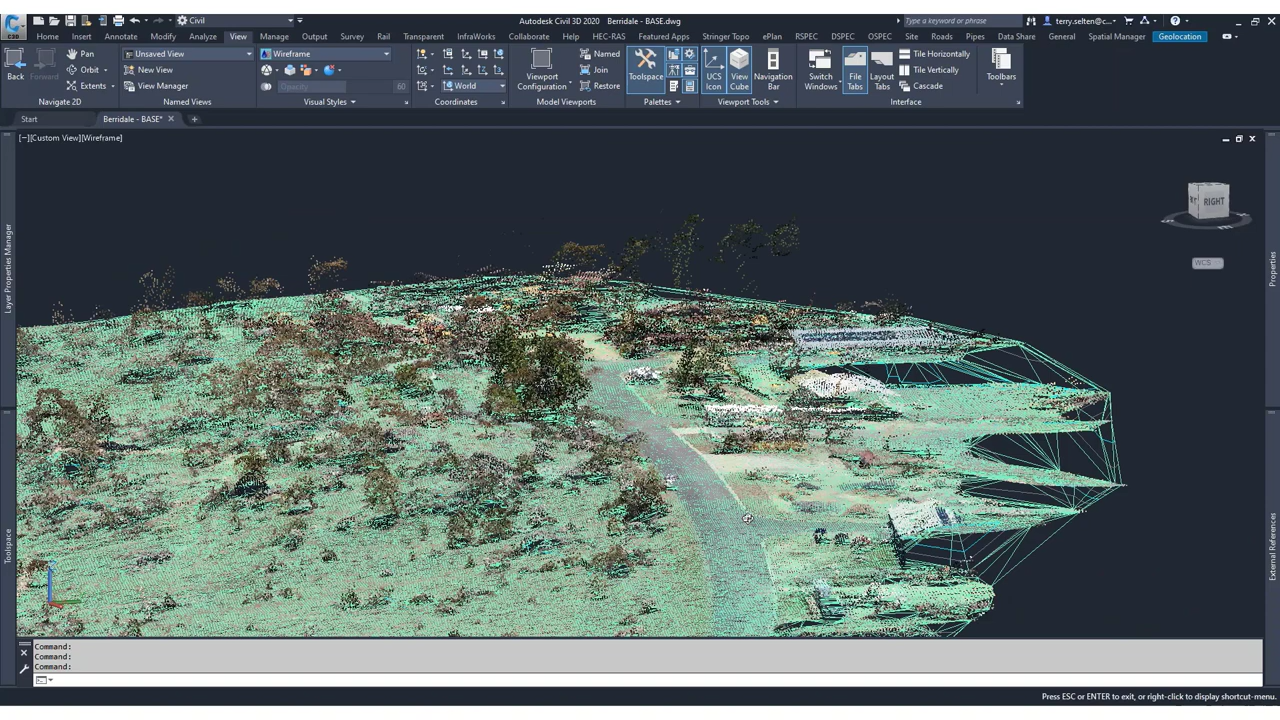 Civil
Autodesk Civil 3D 2020 Berridale - BASE.dwg
Type a keyword or phrase
terry.selten@c...
C3D
Home Insert Annotate Modify Analyze View Manage Output Survey Rail Transparent InfraWorks Collaborate Help HEC-RAS Featured Apps Stringer Topo ePlan RSPEC DSPEC OSPEC Site Roads Pipes Data Share General Spatial Manager Geolocation
Back
Forward
Pan
Orbit
Extents
Navigate 2D
Unsaved View
New View
View Manager
Named Views
Wireframe
Opacity 60
Visual Styles
World
Coordinates
Viewport
Configuration
Named
Join
Restore
Model Viewports
Toolspace
Palettes
UCS
Icon
View
Cube
Navigation
Bar
Viewport Tools
Switch
Windows
File
Tabs
Layout
Tabs
Tile Horizontally
Tile Vertically
Cascade
Interface
Toolbars
Start
Berridale - BASE*
[−][Custom View][Wireframe]
RIGHT
WCS
Layer Properties Manager
Toolspace
Properties
External References
Command:
Command:
Command:
Press ESC or ENTER to exit, or right-click to display shortcut-menu.